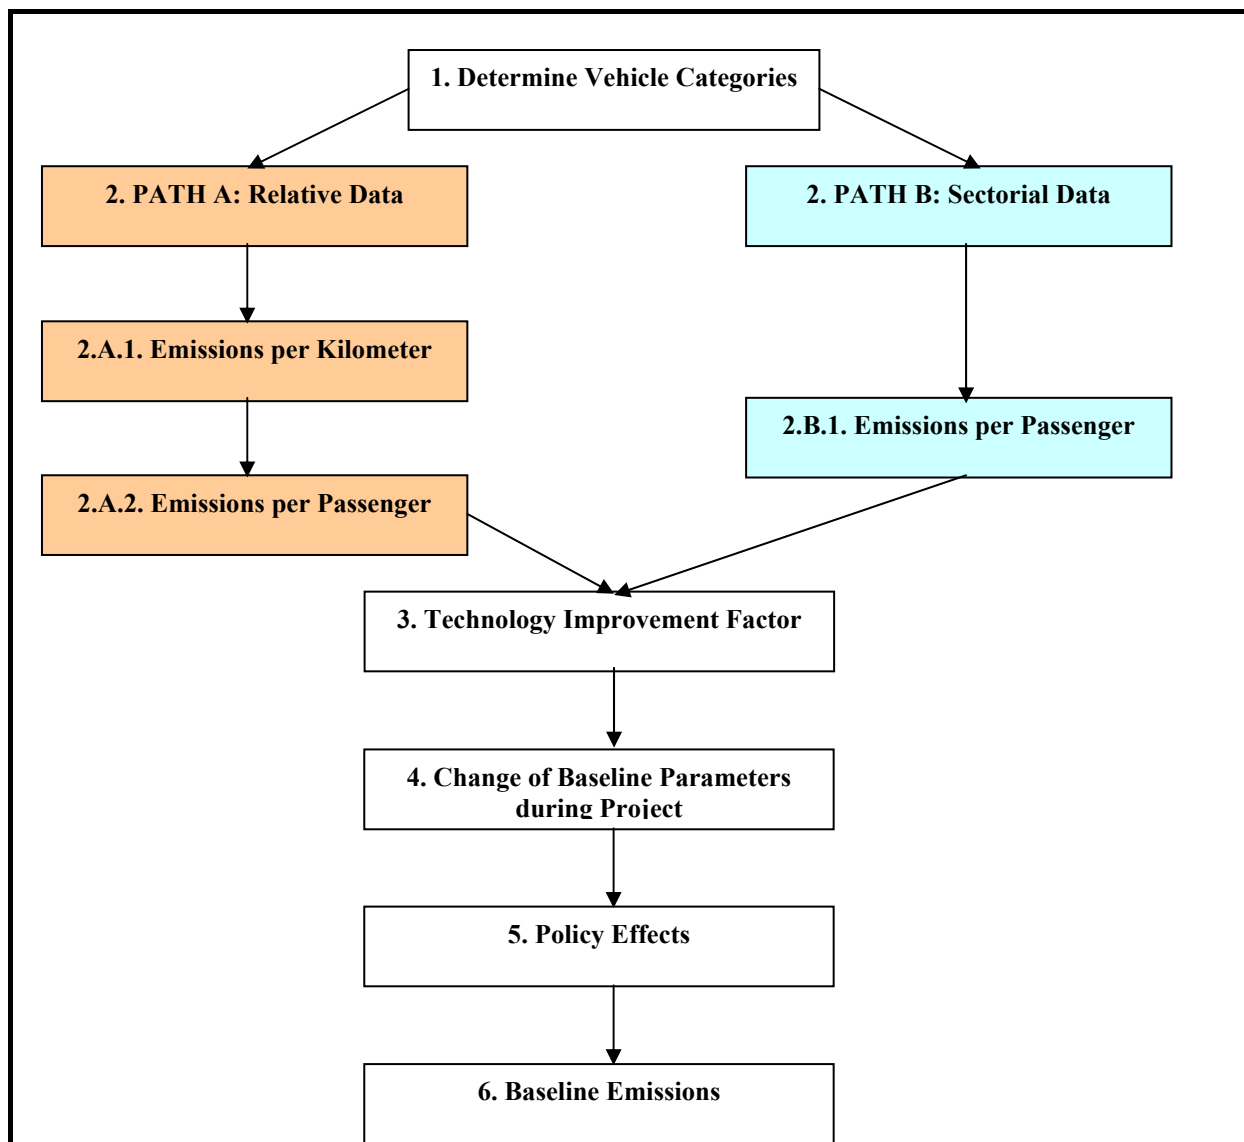 1. Determine Vehicle Categories
2. PATH A: Relative Data
2. PATH B: Sectorial Data
2.A.1. Emissions per Kilometer
2.B.1. Emissions per Passenger
2.A.2. Emissions per Passenger
3. Technology Improvement Factor
4. Change of Baseline Parameters
during Project
5. Policy Effects
6. Baseline Emissions